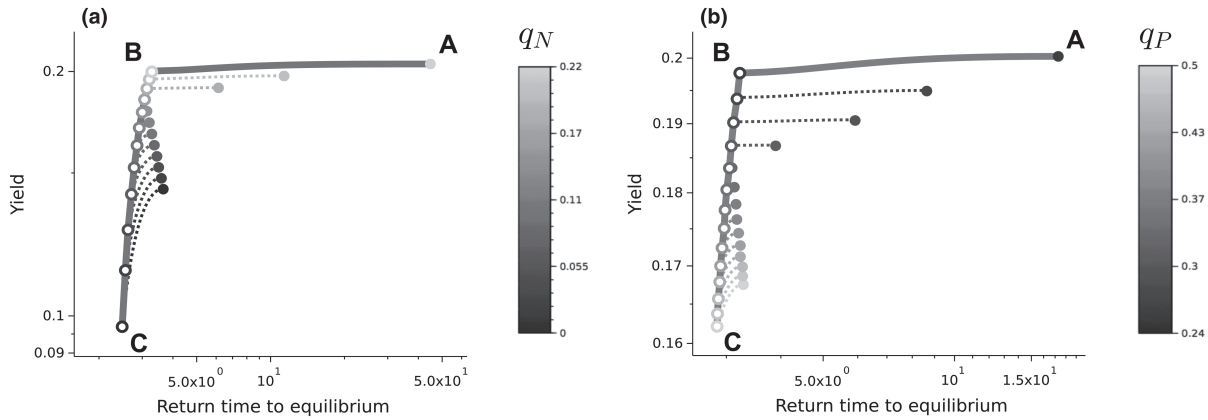 (a)
B
A
C
0.2
0.1
0.09
Yield
5.0x10 0
10 1
5.0x10 1
Return time to equilibrium
qN
0.22
0.17
0.11
0.055
0
(b)
B
A
C
0.2
0.19
0.18
0.17
0.16
Yield
5.0x10 0
10 1
1.5x10 1
Return time to equilibrium
qP
0.5
0.43
0.37
0.3
0.24